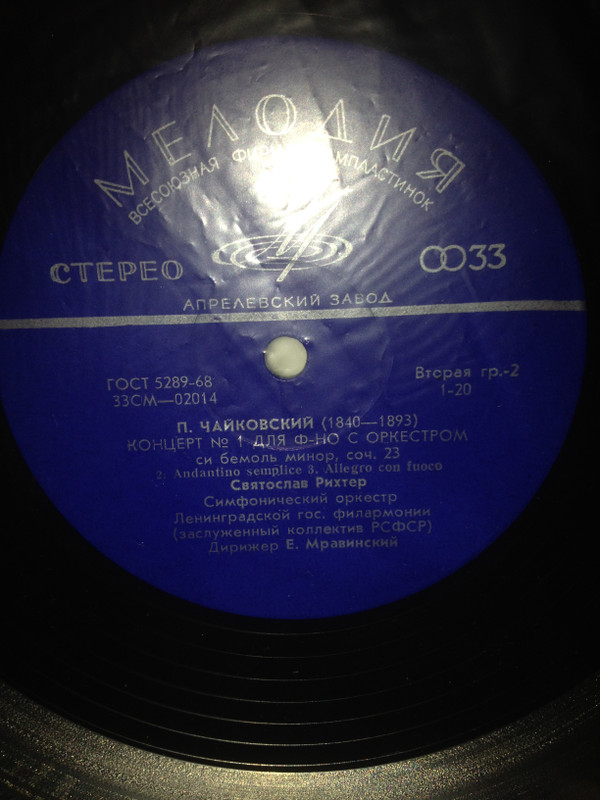 МЕЛОДИЯ
ВСЕСОЮЗНАЯ
СТЕРЕО
33
АПРЕЛЕВСКИЙ ЗАВОД
ГОСТ 5289-68
Вторая гр.-2
33СМ—02014
1-20
П. ЧАЙКОВСКИЙ (1840—1893)
КОНЦЕРТ № 1 ДЛЯ Ф-НО С ОРКЕСТРОМ
си бемоль минор, соч. 23
2. Andantino semplice 3. Allegro con fuoco
Святослав Рихтер
Симфонический оркестр
Ленинградской гос. филармонии
(заслуженный коллектив РСФСР)
Дирижер Е. Мравинский